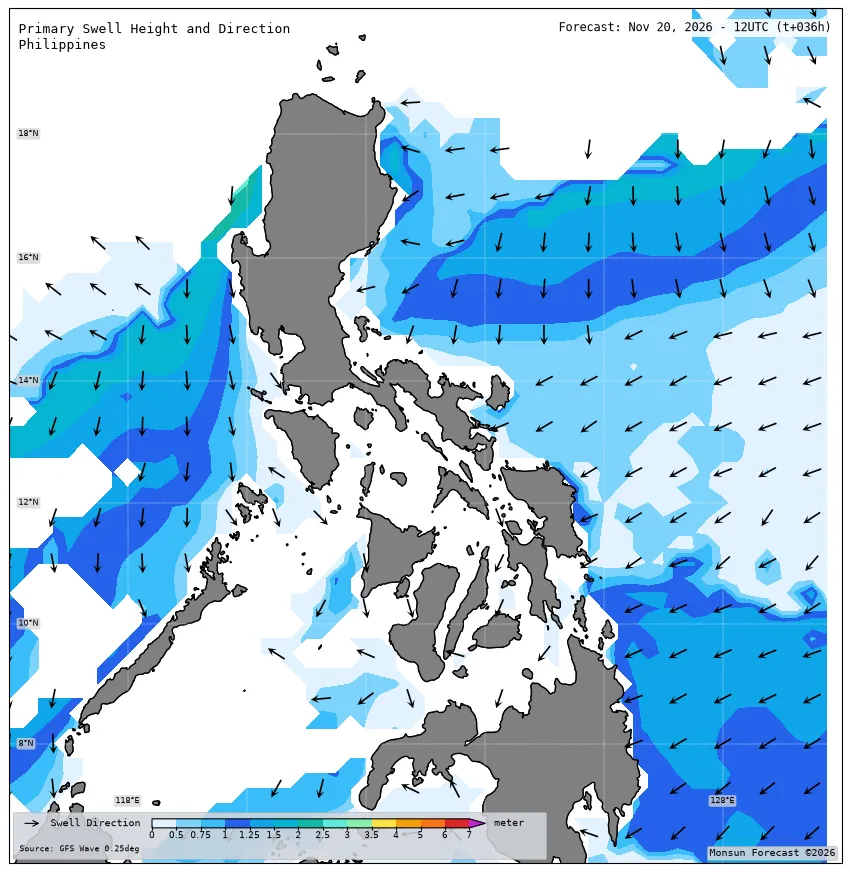 Primary Swell Height and Direction
Philippines
Forecast: Nov 20, 2026 - 12UTC (t+036h)
18°N
16°N
14°N
12°N
10°N
8°N
118°E
128°E
Swell Direction
0 0.5 0.75 1 1.25 1.5 2 2.5 3 3.5 4 5 6 7
meter
Source: GFS Wave 0.25deg
Monsun Forecast ©2026